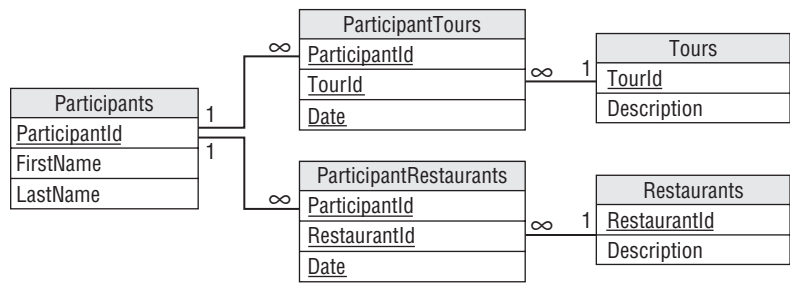 ParticipantTours
ParticipantId
TourId
Date
∞
∞ 1
Tours
TourId
Description
Participants
ParticipantId
FirstName
LastName
1
1
∞
ParticipantRestaurants
ParticipantId
RestaurantId
Date
∞ 1
Restaurants
RestaurantId
Description